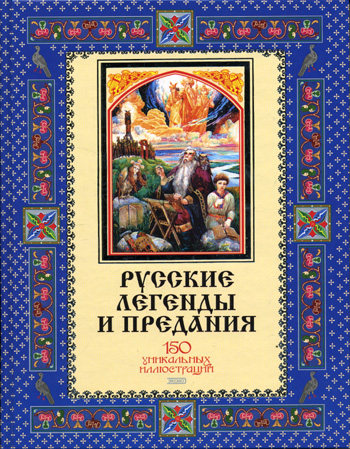 РУССКИЕ
ЛЕГЕНДЫ
И ПРЕДАНИЯ
150
УНИКАЛЬНЫХ
ИЛЛЮСТРАЦИЙ